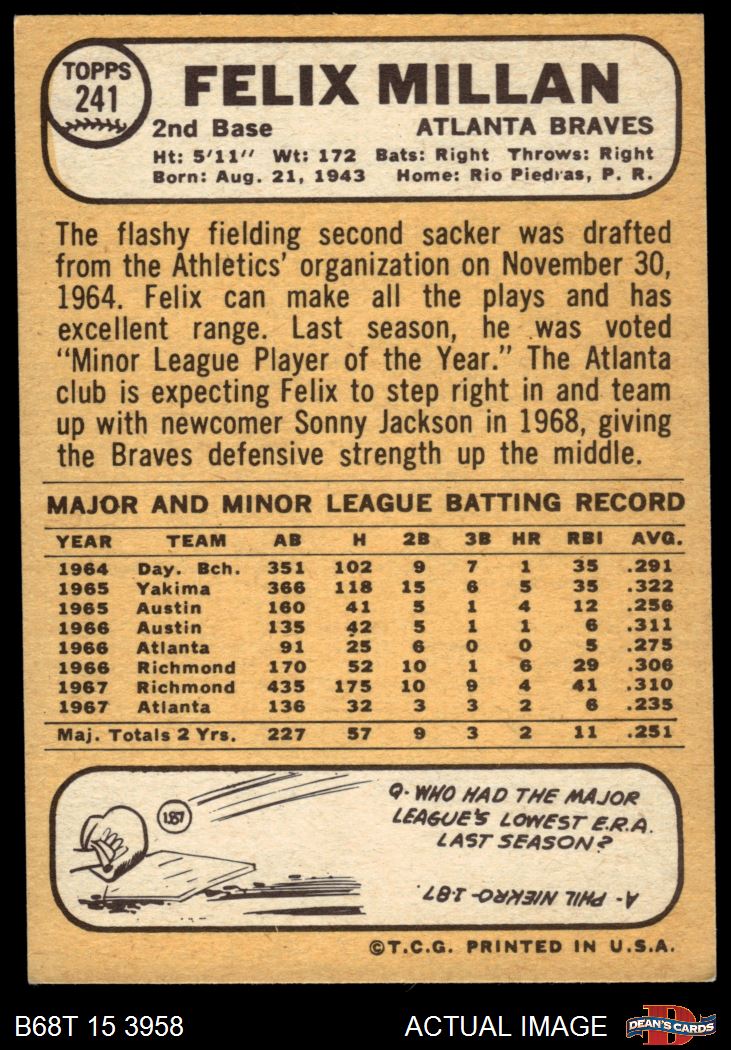 TOPPS
241
FELIX MILLAN
2nd Base ATLANTA BRAVES
Ht: 5'11" Wt: 172 Bats: Right Throws: Right
Born: Aug. 21, 1943 Home: Rio Piedras, P. R.
The flashy fielding second sacker was drafted
from the Athletics' organization on November 30,
1964. Felix can make all the plays and has
excellent range. Last season, he was voted
"Minor League Player of the Year." The Atlanta
club is expecting Felix to step right in and team
up with newcomer Sonny Jackson in 1968, giving
the Braves defensive strength up the middle.
MAJOR AND MINOR LEAGUE BATTING RECORD
YEAR TEAM AB H 2B 3B HR RBI AVG.
1964 Day. Bch. 351 102 9 7 1 35 .291
1965 Yakima 366 118 15 6 5 35 .322
1965 Austin 160 41 5 1 4 12 .256
1966 Austin 135 42 5 1 1 6 .311
1966 Atlanta 91 25 6 0 0 5 .275
1966 Richmond 170 52 10 1 6 29 .306
1967 Richmond 435 175 10 9 4 41 .310
1967 Atlanta 136 32 3 3 2 6 .235
Maj. Totals 2 Yrs. 227 57 9 3 2 11 .251
1.87
Q- WHO HAD THE MAJOR
LEAGUE'S LOWEST E.R.A.
LAST SEASON?
A- PHIL NIEKRO 1.87.
©T.C.G. PRINTED IN U.S.A.
B68T 15 3958 ACTUAL IMAGE
D
DEAN'S CARDS